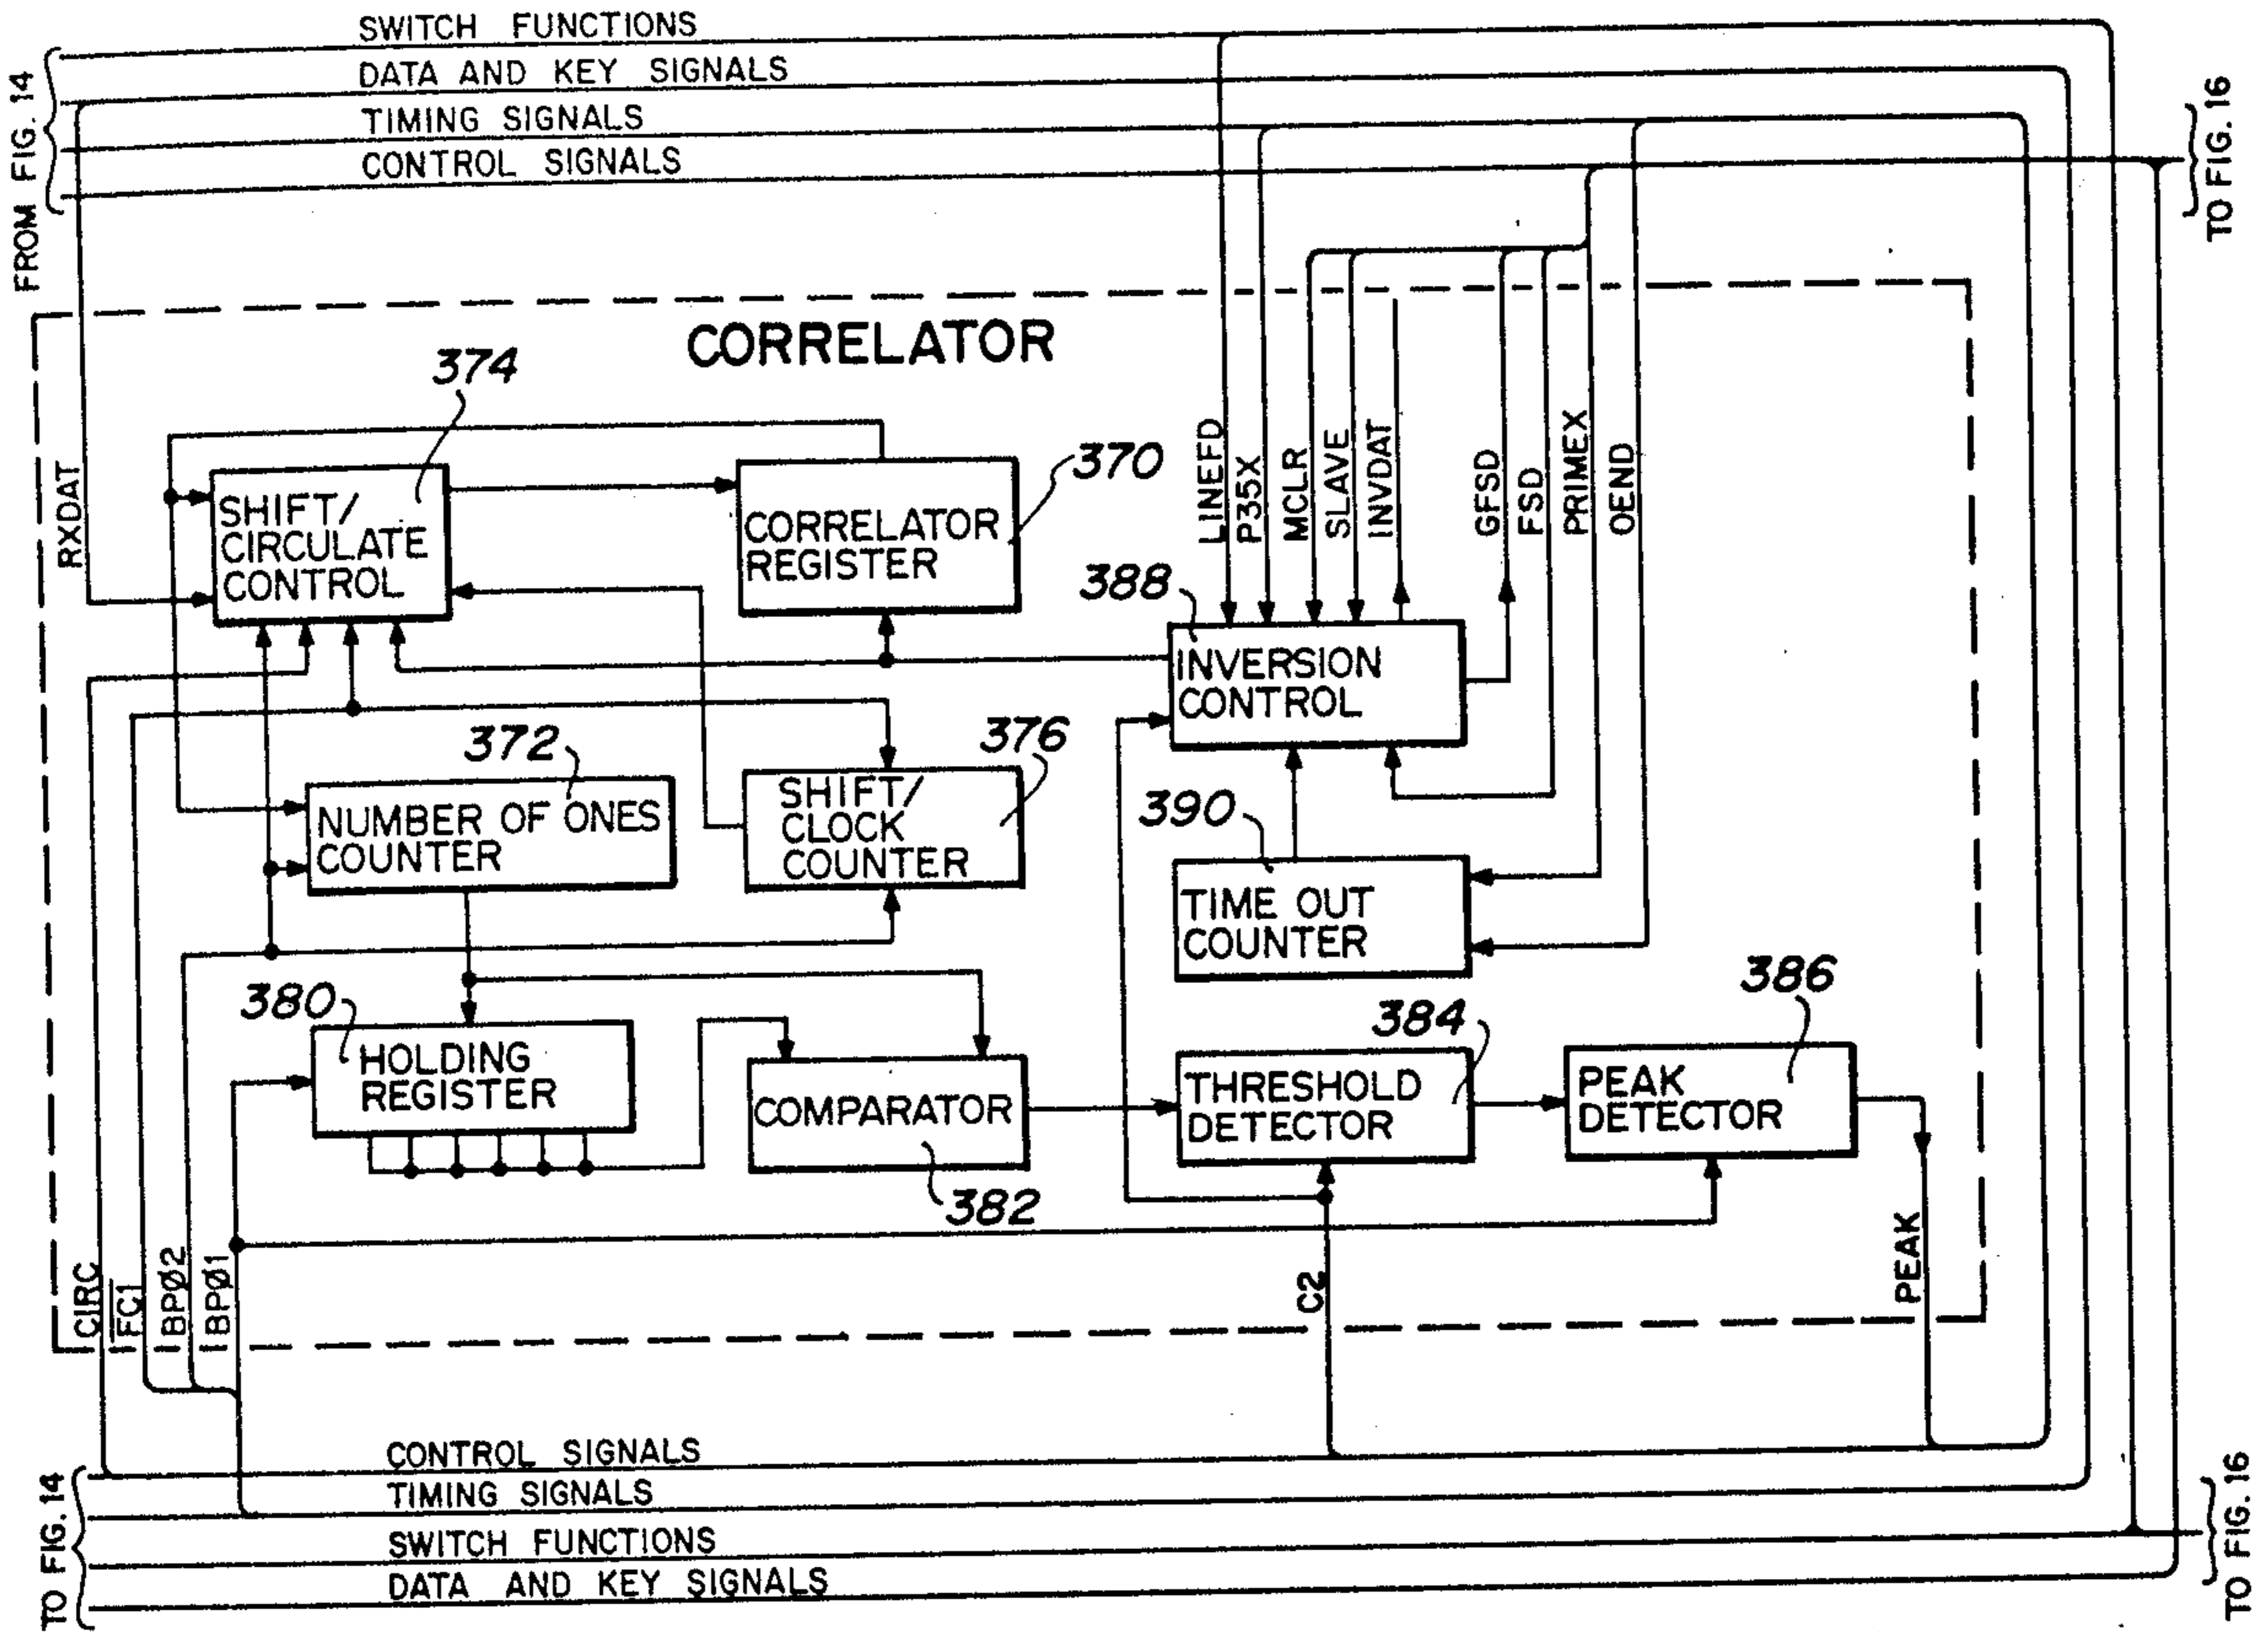 SWITCH FUNCTIONS
DATA AND KEY SIGNALS
TIMING SIGNALS
CONTROL SIGNALS
FROM FIG. 14
TO FIG. 16
CORRELATOR
374
370
RXDAT
SHIFT/
CIRCULATE
CONTROL
CORRELATOR
REGISTER
LINEFD
P35X
MCLR
SLAVE
INVDAT
GFSD
FSD
PRIMEX
OEND
388
INVERSION
CONTROL
372
376
NUMBER OF ONES
COUNTER
SHIFT/
CLOCK
COUNTER
390
TIME OUT
COUNTER
380
HOLDING
REGISTER
COMPARATOR
382
384
THRESHOLD
DETECTOR
386
PEAK
DETECTOR
CIRC
FC1
BPØ2
BPØ1
C2
PEAK
CONTROL SIGNALS
TIMING SIGNALS
SWITCH FUNCTIONS
DATA AND KEY SIGNALS
TO FIG. 14
TO FIG. 16